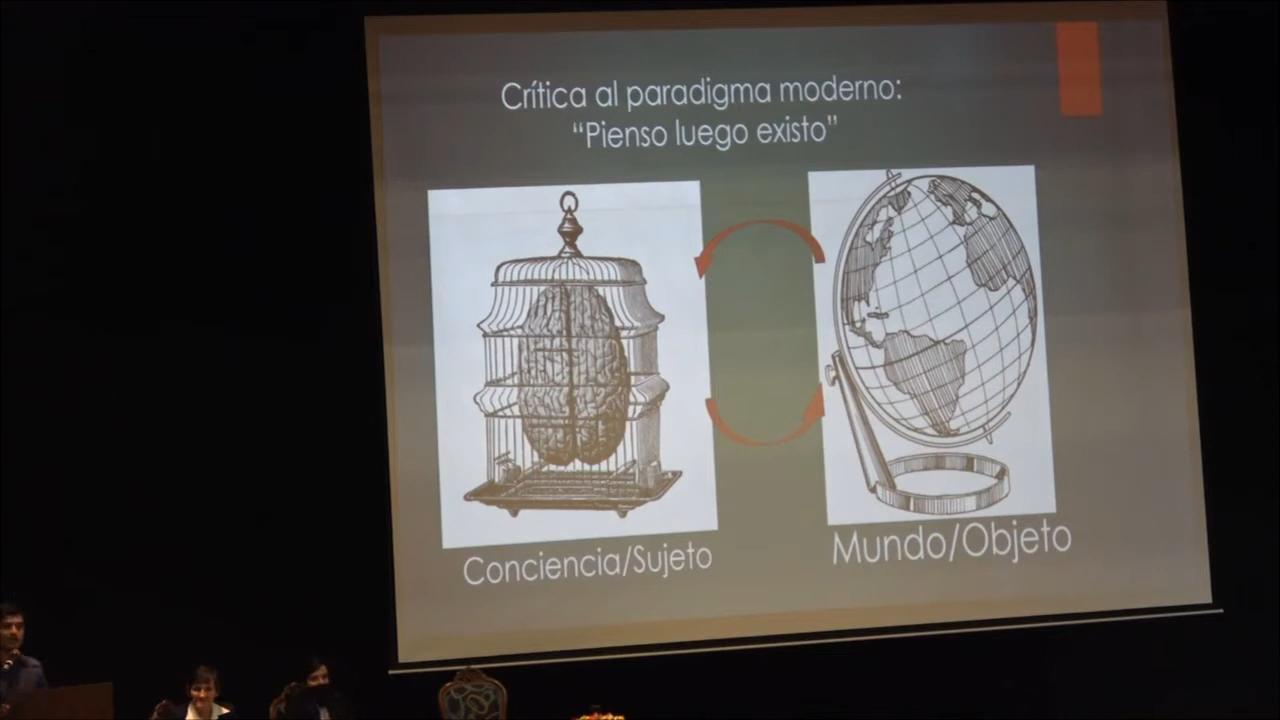 Crítica al paradigma moderno:
“Pienso luego existo”
Conciencia/Sujeto
Mundo/Objeto